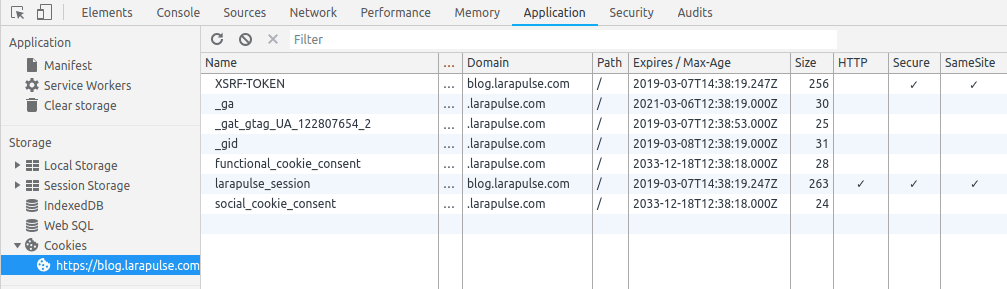 Elements Console Sources Network Performance Memory Application Security Audits
Application
Manifest
Service Workers
Clear storage
Storage
Local Storage
Session Storage
IndexedDB
Web SQL
Cookies
https://blog.larapulse.com
Filter
Name ... Domain Path Expires / Max-Age Size HTTP Secure SameSite
XSRF-TOKEN ... blog.larapulse.com / 2019-03-07T14:38:19.247Z 256 ✓ ✓
_ga ... .larapulse.com / 2021-03-06T12:38:19.000Z 30
_gat_gtag_UA_122807654_2 ... .larapulse.com / 2019-03-07T12:38:53.000Z 25
_gid ... .larapulse.com / 2019-03-08T12:38:19.000Z 31
functional_cookie_consent ... .larapulse.com / 2033-12-18T12:38:18.000Z 28
larapulse_session ... blog.larapulse.com / 2019-03-07T14:38:19.247Z 263 ✓ ✓ ✓
social_cookie_consent ... .larapulse.com / 2033-12-18T12:38:18.000Z 24